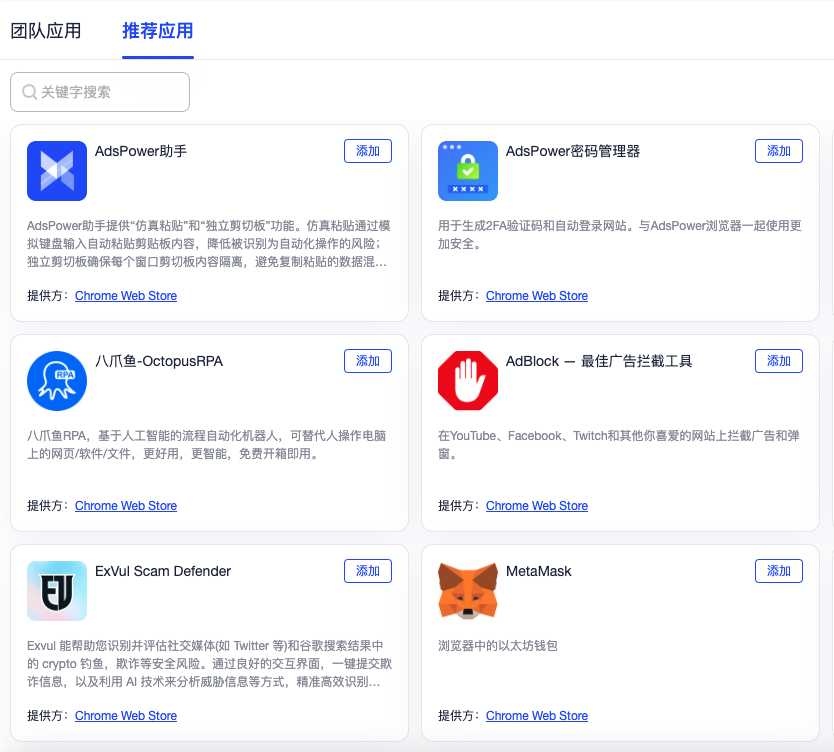 团队应用
推荐应用
关键字搜索
AdsPower助手
添加
AdsPower助手提供“仿真粘贴”和“独立剪切板”功能。仿真粘贴通过模
拟键盘输入自动粘贴剪贴板内容，降低被识别为自动化操作的风险；
独立剪切板确保每个窗口剪切板内容隔离，避免复制粘贴的数据混...
提供方：Chrome Web Store
AdsPower密码管理器
添加
用于生成2FA验证码和自动登录网站。与AdsPower浏览器一起使用更
加安全。
提供方：Chrome Web Store
RPA
八爪鱼-OctopusRPA
添加
八爪鱼RPA，基于人工智能的流程自动化机器人，可替代人操作电脑
上的网页/软件/文件，更好用，更智能，免费开箱即用。
提供方：Chrome Web Store
AdBlock — 最佳广告拦截工具
添加
在YouTube、Facebook、Twitch和其他你喜爱的网站上拦截广告和弹
窗。
提供方：Chrome Web Store
EV
ExVul Scam Defender
添加
Exvul 能帮助您识别并评估社交媒体(如 Twitter 等)和谷歌搜索结果中
的 crypto 钓鱼，欺诈等安全风险。通过良好的交互界面，一键提交欺
诈信息，以及利用 AI 技术来分析威胁信息等方式，精准高效识别...
提供方：Chrome Web Store
MetaMask
添加
浏览器中的以太坊钱包
提供方：Chrome Web Store